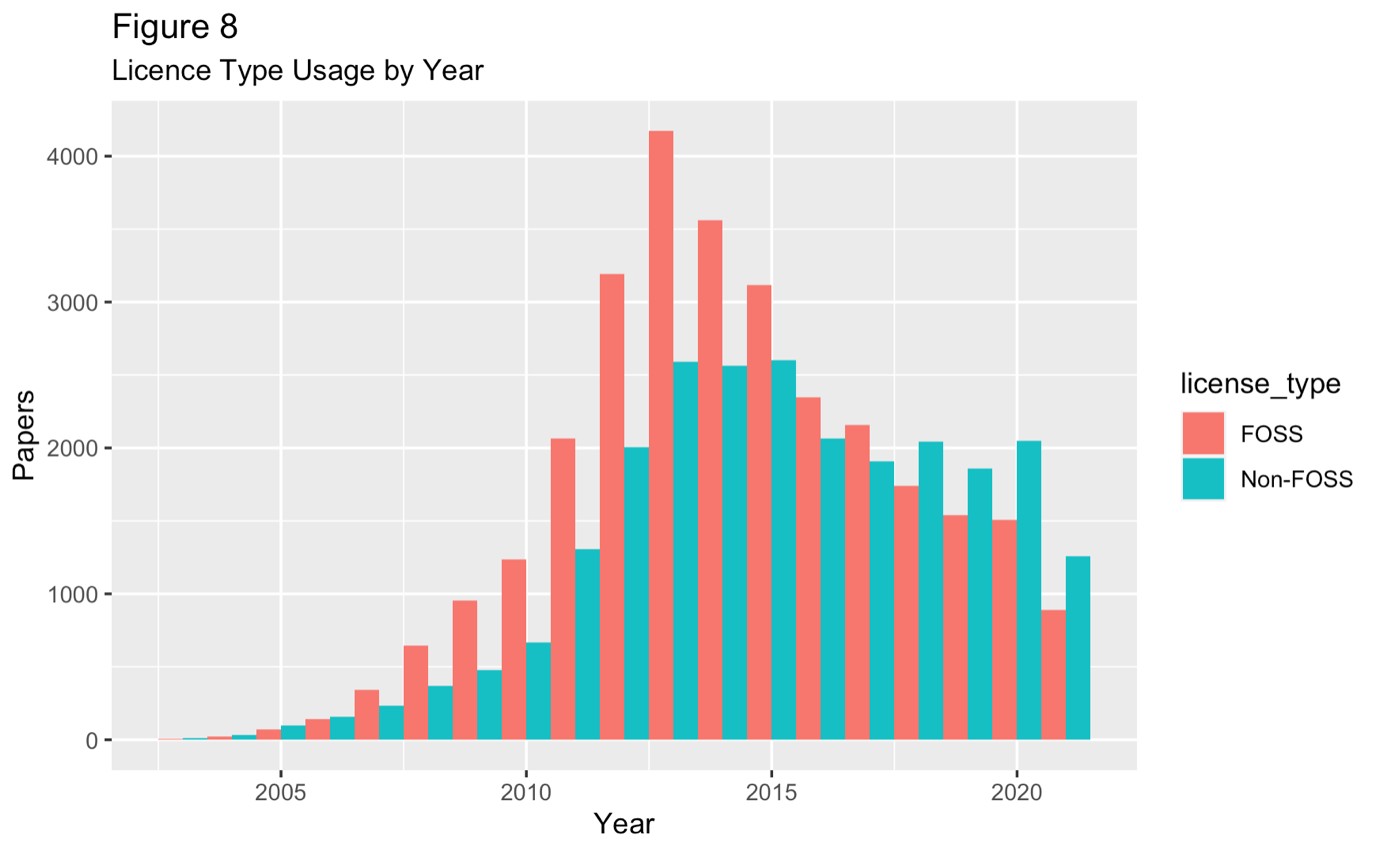 Figure 8
Licence Type Usage by Year
4000
3000
2000
1000
0
Papers
2005
2010
2015
2020
Year
license_type
FOSS
Non-FOSS